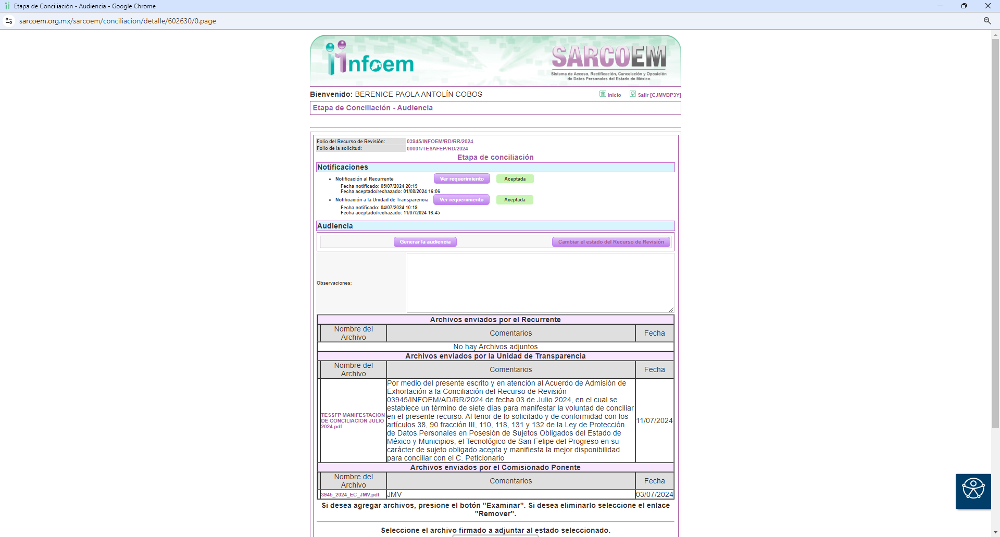 Etapa de Conciliación - Audiencia - Google Chrome
sarcoem.org.mx/sarcoem/conciliacion/detalle/602630/0.page
infoem
SARCOEM
Sistema de Acceso, Rectificación, Cancelación y Oposición
de Datos Personales del Estado de México
Bienvenido: BERENICE PAOLA ANTOLÍN COBOS
Inicio
Salir [CJMVBP3Y]
Etapa de Conciliación - Audiencia
Folio del Recurso de Revisión: 03945/INFOEM/RD/RR/2024
Folio de la solicitud: 00001/TESAFEP/RD/2024
Etapa de conciliación
Notificaciones
• Notificación al Recurrente Ver requerimiento Aceptada
Fecha notificado: 05/07/2024 20:19
Fecha aceptado/rechazado: 01/08/2024 16:06
• Notificación a la Unidad de Transparencia Ver requerimiento Aceptada
Fecha notificado: 04/07/2024 10:19
Fecha aceptado/rechazado: 11/07/2024 16:45
Audiencia
Generar la audiencia Cambiar el estado del Recurso de Revisión
Observaciones:
Archivos enviados por el Recurrente
Nombre del
Archivo
Comentarios
Fecha
No hay Archivos adjuntos
Archivos enviados por la Unidad de Transparencia
Nombre del
Archivo
Comentarios
Fecha
TESSFP MANIFESTACION
DE CONCILIACION JULIO
2024.pdf
Por medio del presente escrito y en atención al Acuerdo de Admisión de
Exhortación a la Conciliación del Recurso de Revisión
03945/INFOEM/AD/RR/2024 de fecha 03 de Julio 2024, en el cual se
establece un término de siete días para manifestar la voluntad de conciliar
en el presente recurso. Al tenor de lo solicitado y de conformidad con los
artículos 38, 90 fracción III, 110, 118, 131 y 132 de la Ley de Protección
de Datos Personales en Posesión de Sujetos Obligados del Estado de
México y Municipios, el Tecnológico de San Felipe del Progreso en su
carácter de sujeto obligado acepta y manifiesta la mejor disponibilidad
para conciliar con el C. Peticionario
11/07/2024
Archivos enviados por el Comisionado Ponente
Nombre del
Archivo
Comentarios
Fecha
3945_2024_EC_JMV.pdf
JMV
03/07/2024
Si desea agregar archivos, presione el botón "Examinar". Si desea eliminarlo seleccione el enlace
"Remover".
Seleccione el archivo firmado a adjuntar al estado seleccionado.